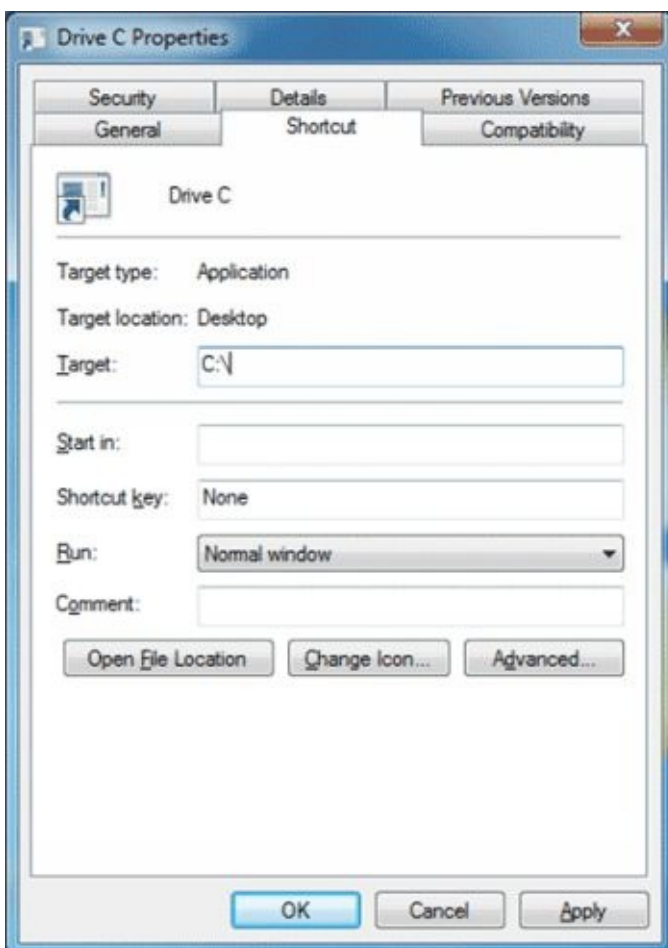 Drive C Properties
Security Details Previous Versions
General Shortcut Compatibility
Drive C
Target type: Application
Target location: Desktop
Target: C:\
Start in:
Shortcut key: None
Run: Normal window
Comment:
Open File Location Change Icon... Advanced...
OK Cancel Apply